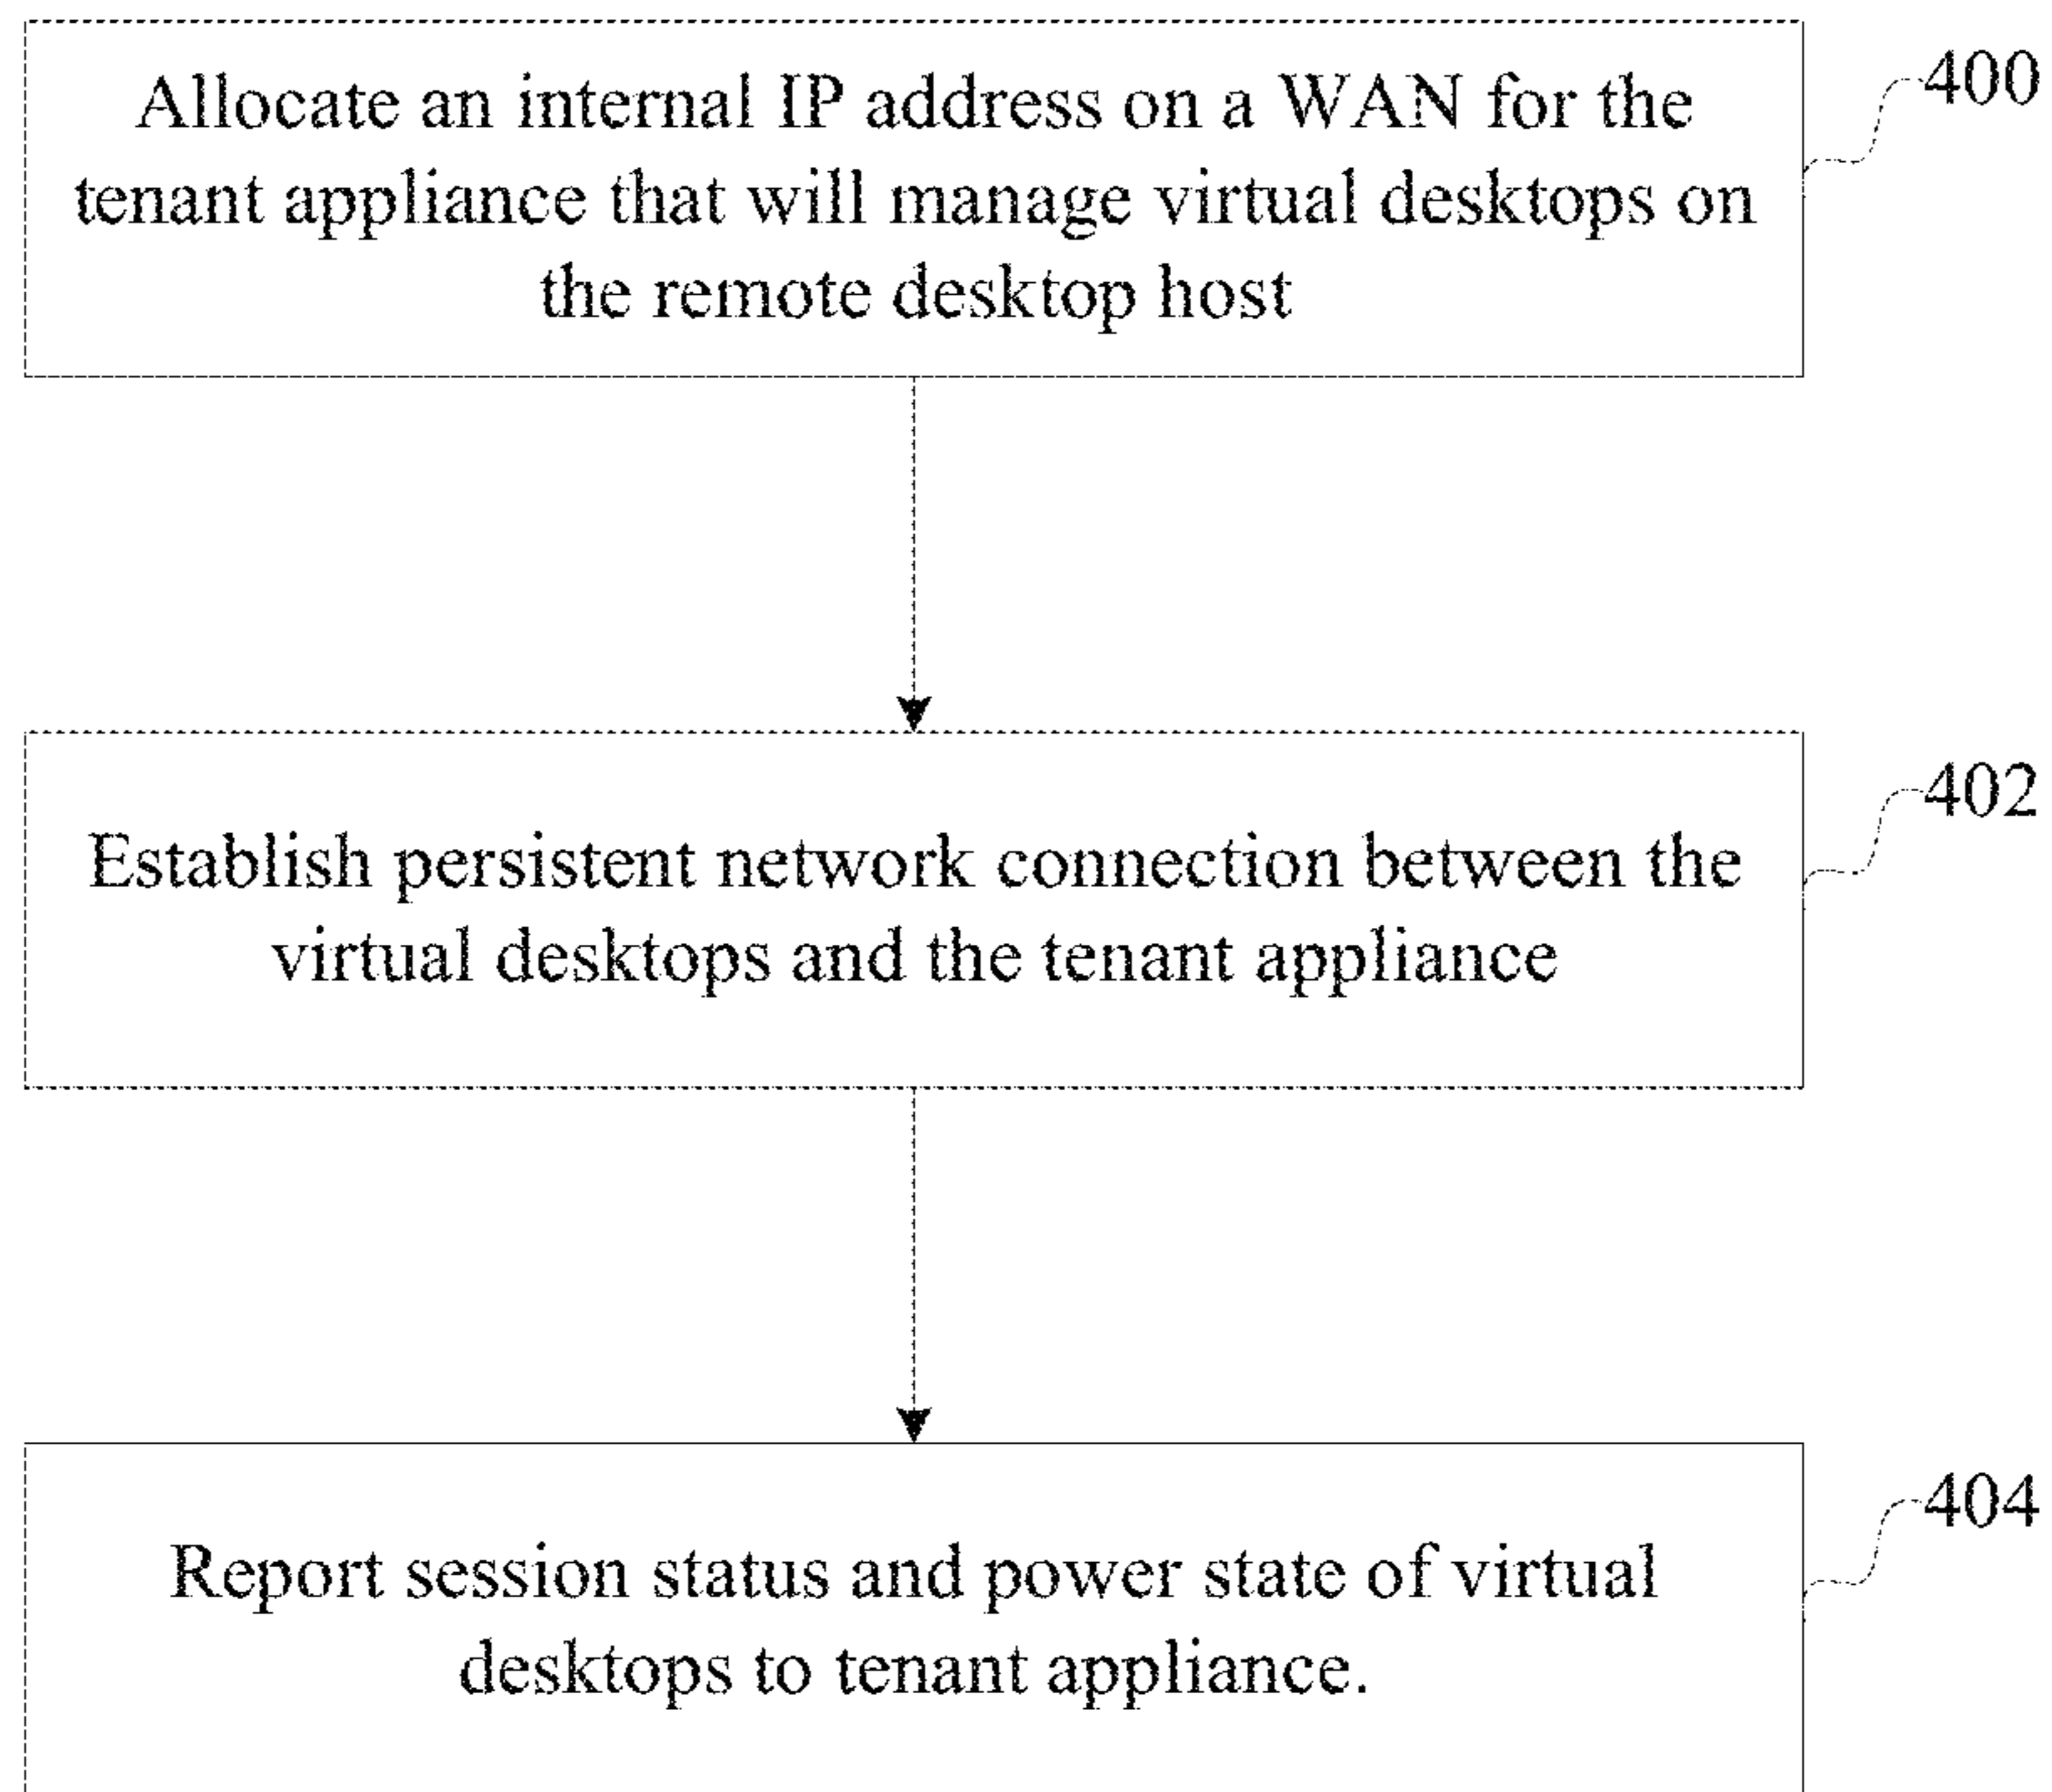 Allocate an internal IP address on a WAN for the
tenant appliance that will manage virtual desktops on
the remote desktop host
400
Establish persistent network connection between the
virtual desktops and the tenant appliance
402
Report session status and power state of virtual
desktops to tenant appliance.
404